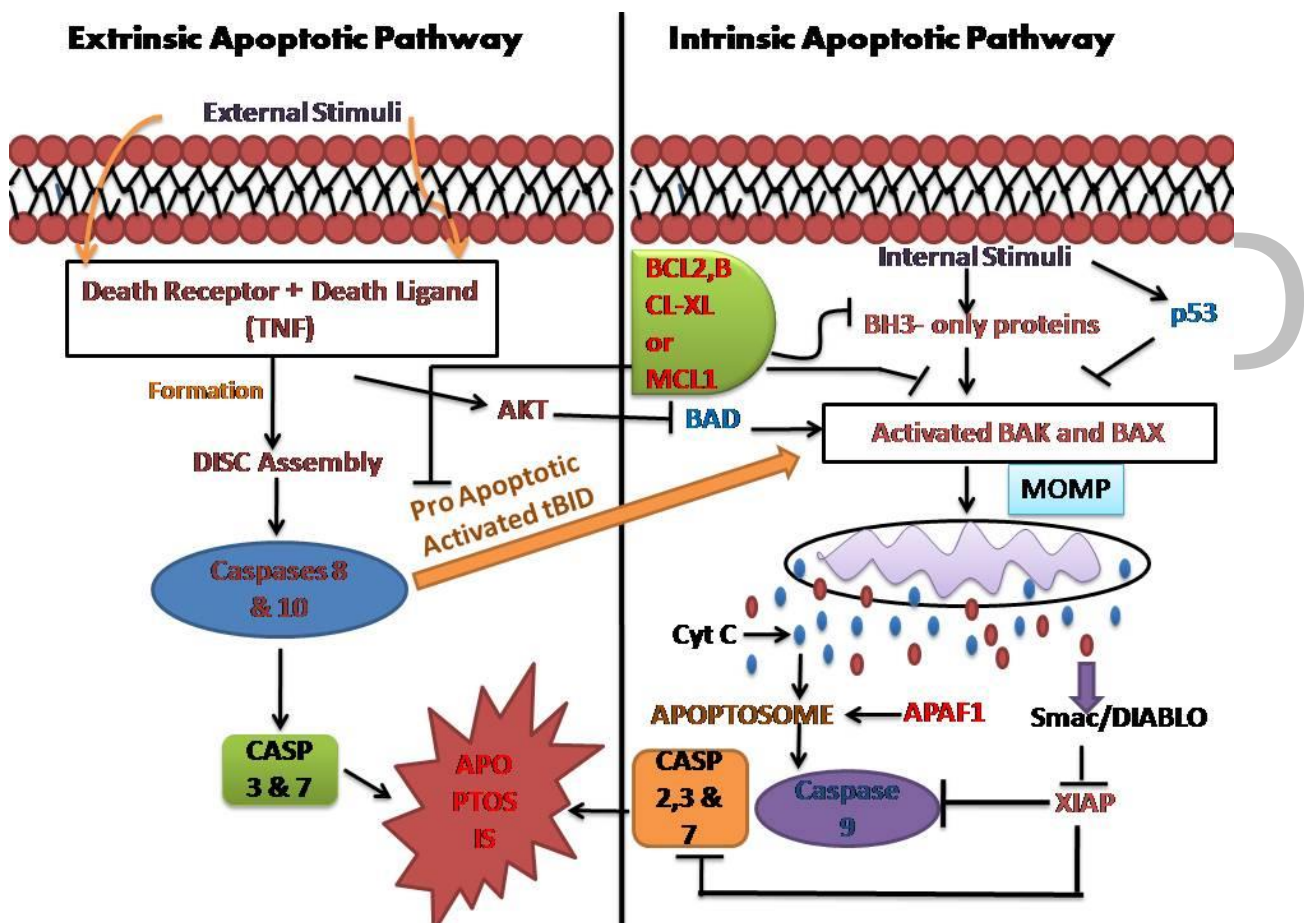 Extrinsic Apoptotic Pathway
Intrinsic Apoptotic Pathway
External Stimuli
Death Receptor + Death Ligand
(TNF)
Formation
AKT
DISC Assembly
Pro Apoptotic
Activated tBID
Caspases 8
& 10
CASP
3 & 7
APO
PTOS
IS
BCL2,B
CL-XL
or
MCL1
Internal Stimuli
BH3- only proteins
p53
BAD
Activated BAK and BAX
MOMP
Cyt C
APOPTOSOME
APAF1
Smac/DIABLO
CASP
2,3 &
7
Caspase
9
XIAP